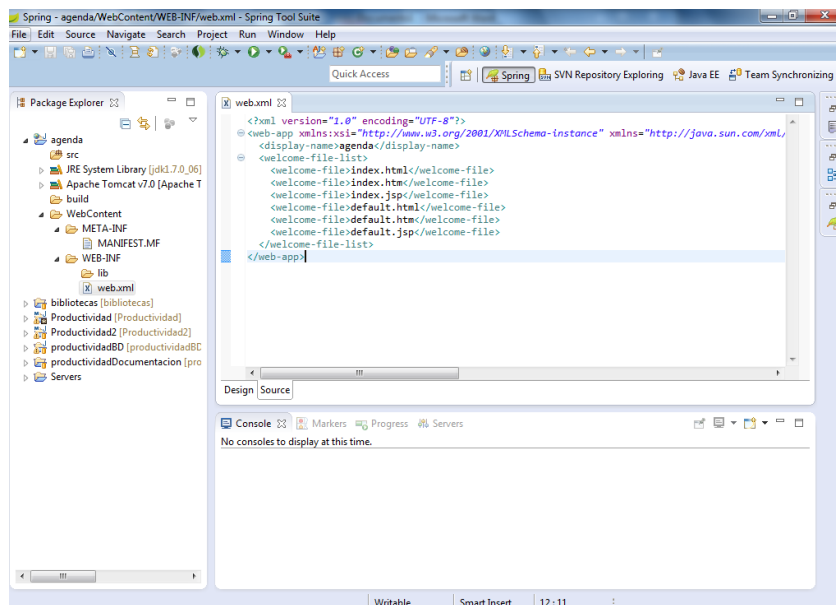 Spring - agenda/WebContent/WEB-INF/web.xml - Spring Tool Suite
File Edit Source Navigate Search Project Run Window Help
Quick Access
Spring SVN Repository Exploring Java EE Team Synchronizing
Package Explorer
agenda
src
JRE System Library [jdk1.7.0_06]
Apache Tomcat v7.0 [Apache T
build
WebContent
META-INF
MANIFEST.MF
WEB-INF
lib
web.xml
bibliotecas [bibliotecas]
Productividad [Productividad]
Productividad2 [Productividad2]
productividadBD [productividadBD
productividadDocumentacion [pro
Servers
web.xml
<?xml version="1.0" encoding="UTF-8"?>
<web-app xmlns:xsi="http://www.w3.org/2001/XMLSchema-instance" xmlns="http://java.sun.com/xml/
<display-name>agenda</display-name>
<welcome-file-list>
<welcome-file>index.html</welcome-file>
<welcome-file>index.htm</welcome-file>
<welcome-file>index.jsp</welcome-file>
<welcome-file>default.html</welcome-file>
<welcome-file>default.htm</welcome-file>
<welcome-file>default.jsp</welcome-file>
</welcome-file-list>
</web-app>
Design Source
Console Markers Progress Servers
No consoles to display at this time.
Writable Smart Insert 12 : 11